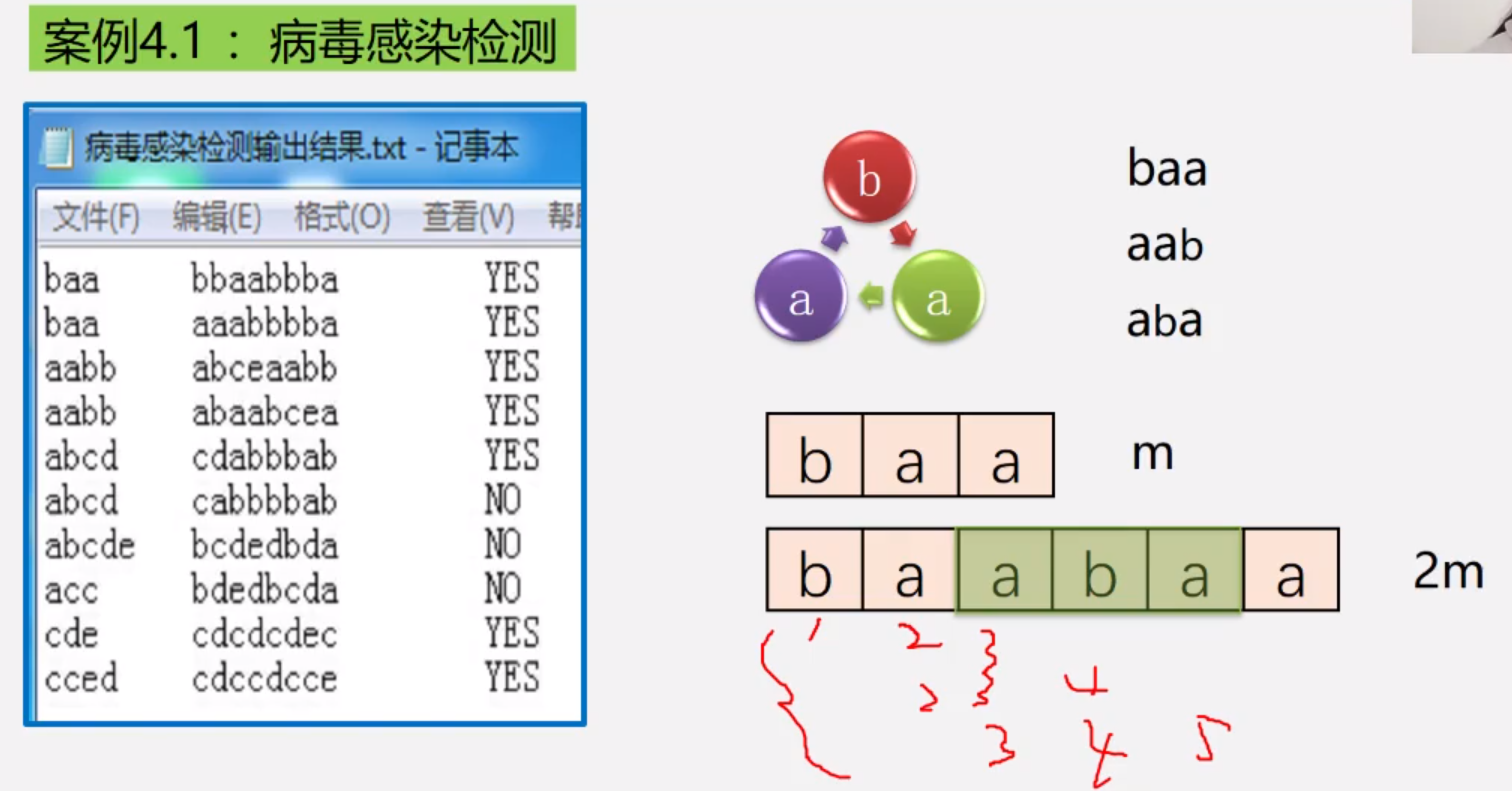 案例4.1 ：病毒感染检测
病毒感染检测输出结果.txt - 记事本
文件(F) 编辑(E) 格式(O) 查看(V) 帮
baa bbaabbba YES
baa aaabbbba YES
aabb abceaabb YES
aabb abaabcea YES
abcd cdabbbab YES
abcd cabbbbab NO
abcde bcdedbda NO
acc bdedbcda NO
cde cdcdcdec YES
cced cdccdcce YES
b
a a
baa
aab
aba
b a a m
b a a b a a 2m
1 2 3
2 3 4
3 4 5